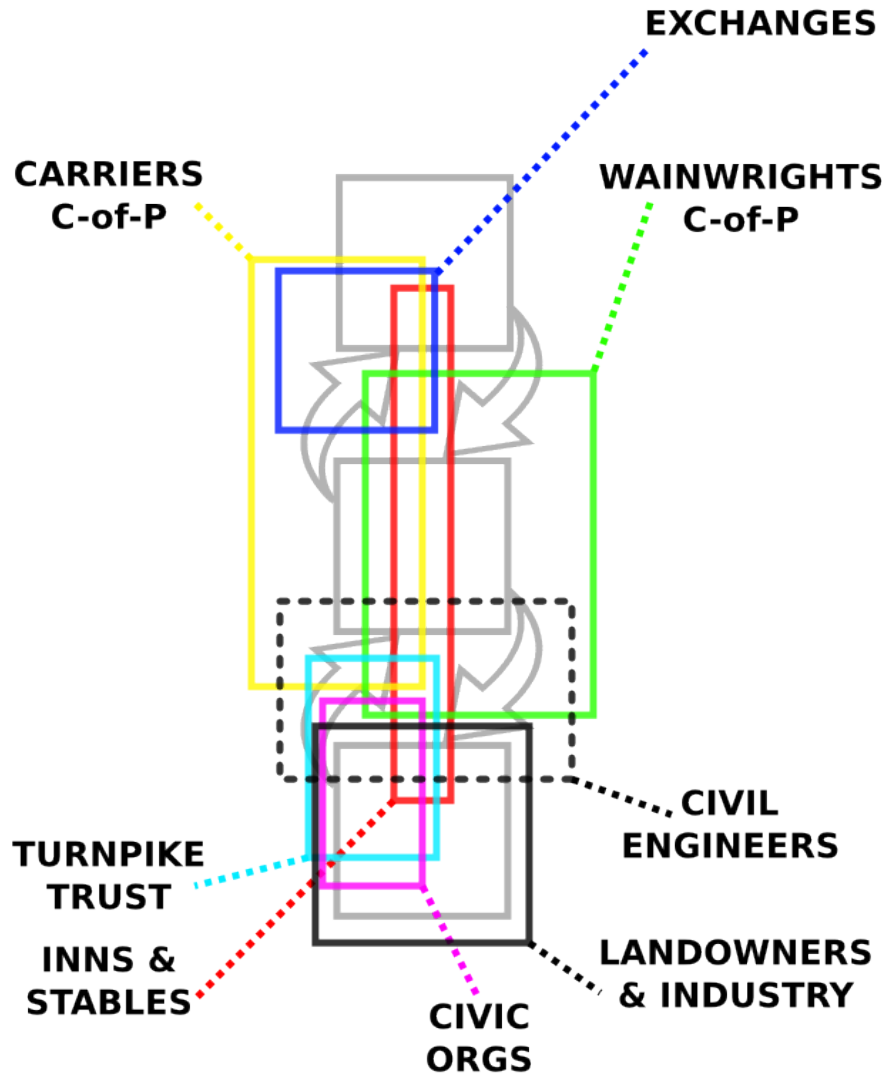 EXCHANGES
CARRIERS
C-of-P
WAINWRIGHTS
C-of-P
CIVIL
ENGINEERS
TURNPIKE
TRUST
INNS &
STABLES
LANDOWNERS
& INDUSTRY
CIVIC
ORGS